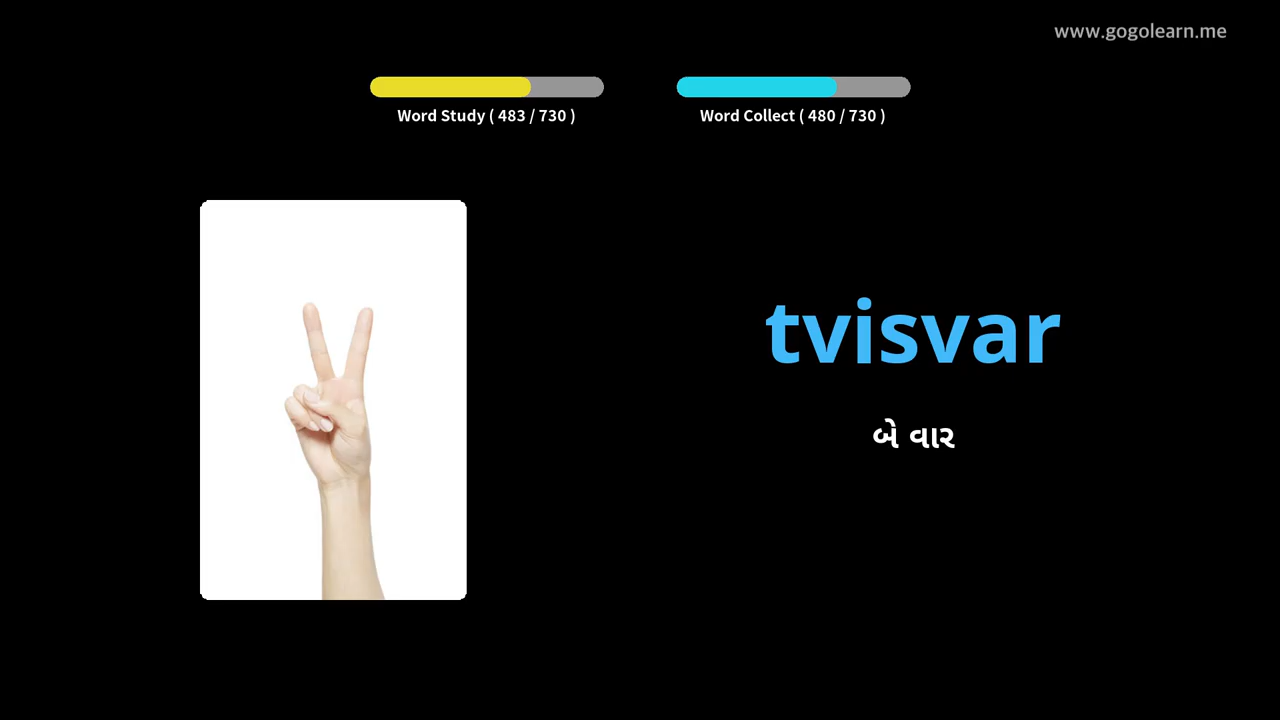 www.gogolearn.me
Word Study ( 483 / 730 )
Word Collect ( 480 / 730 )
tvisvar
બે વાર